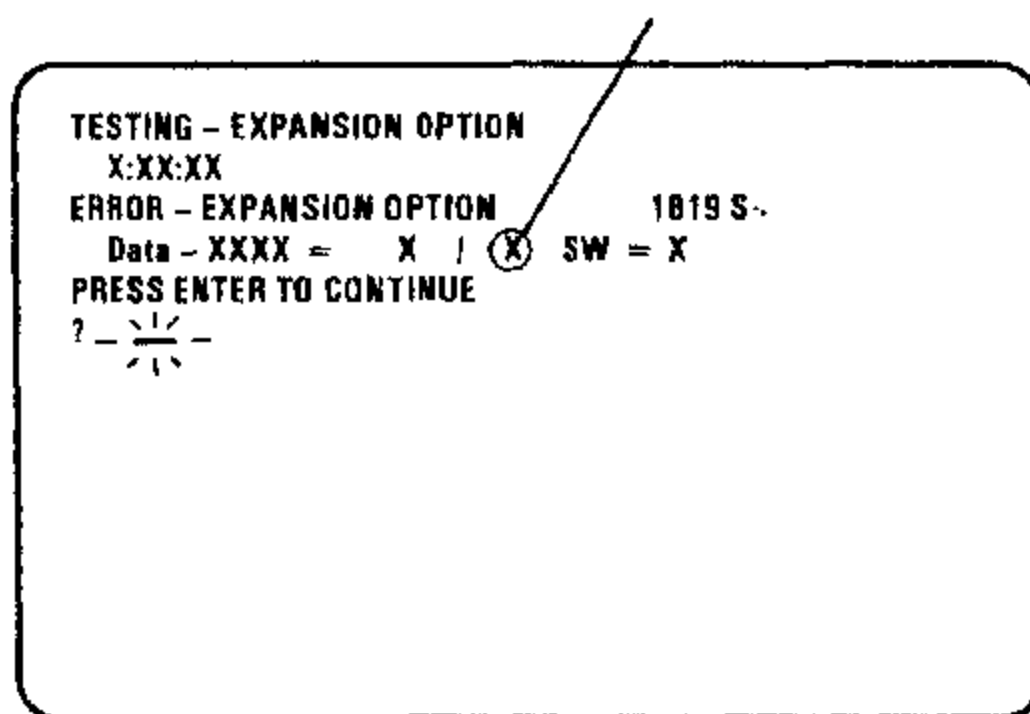 TESTING – EXPANSION OPTION
X:XX:XX
ERROR – EXPANSION OPTION 1819 S
Data – XXXX = X / X SW = X
PRESS ENTER TO CONTINUE
? _